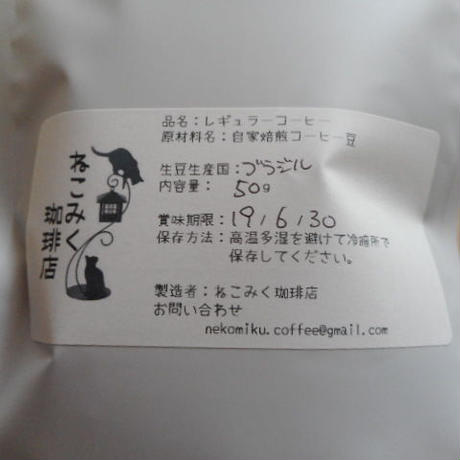 ねこみく
珈琲店
品名：レギュラーコーヒー
原材料名：自家焙煎コーヒー豆
生豆生産国：ブラジル
内容量： 50g
賞味期限：19/6/30
保存方法：高温多湿を避けて冷暗所で
保存してください。
製造者：ねこみく珈琲店
お問い合わせ
nekomiku.coffee@gmail.com